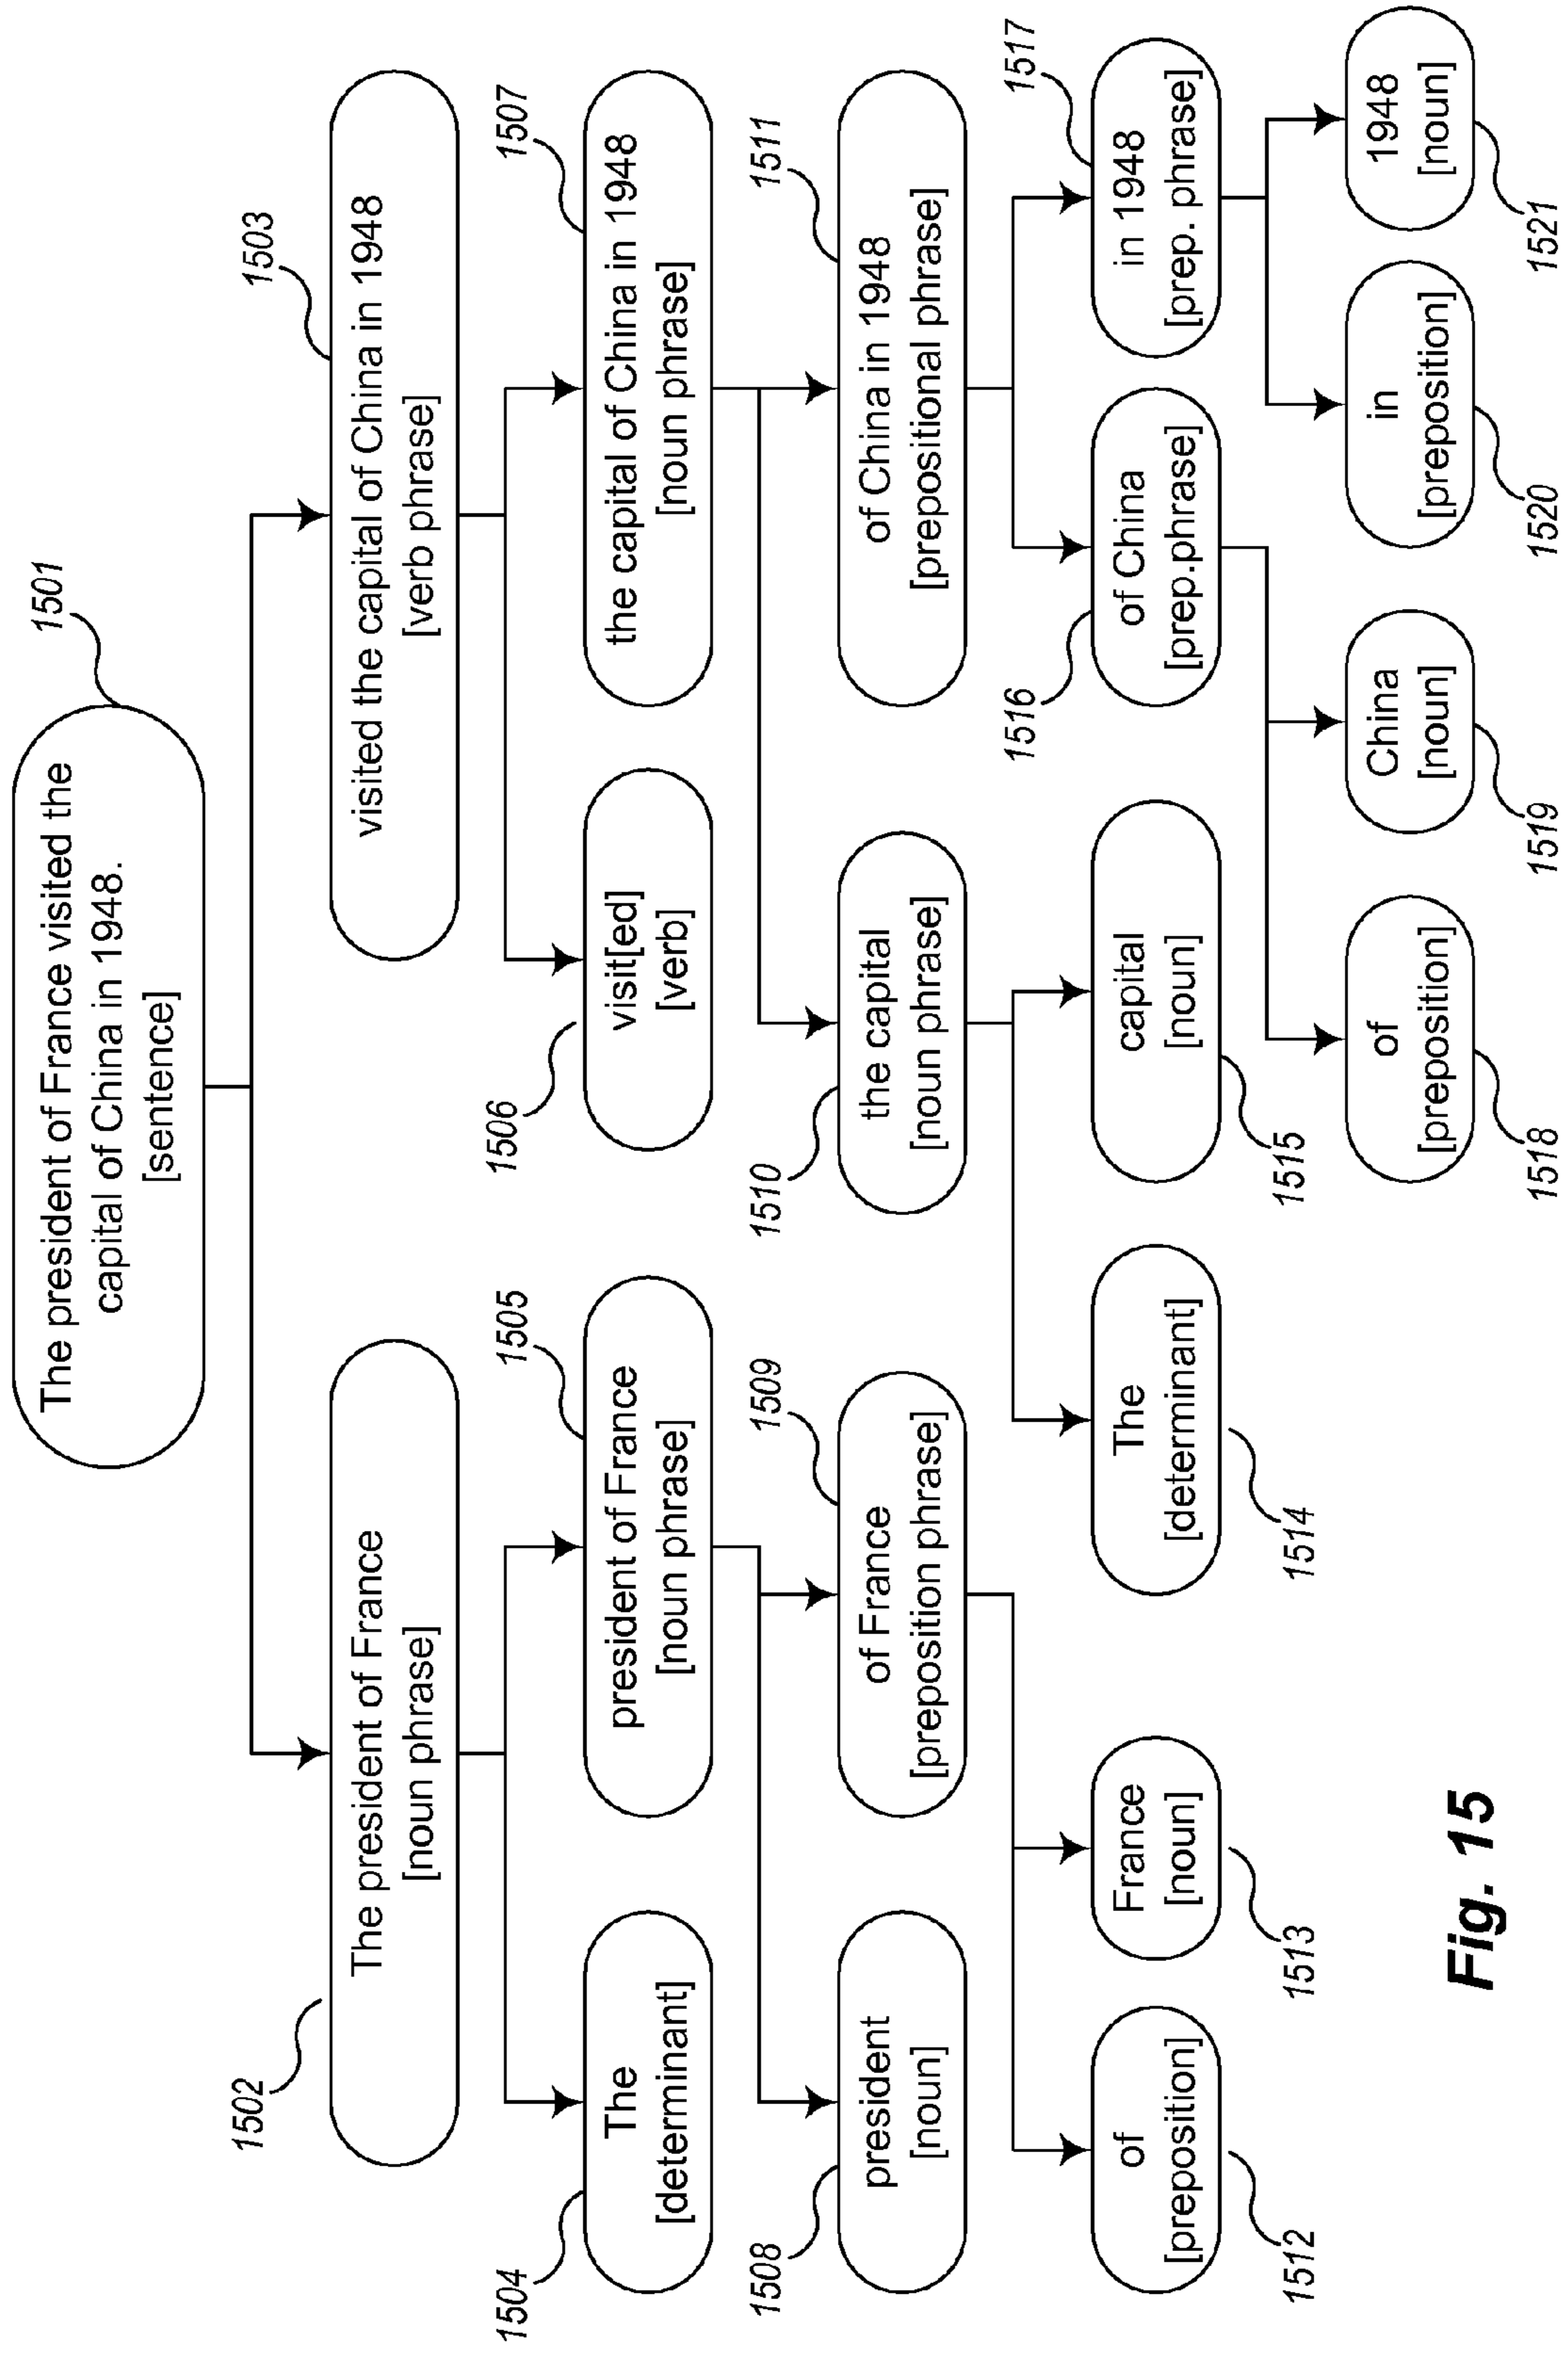 1501
The president of France visited the
capital of China in 1948.
[sentence]
1502
The president of France
[noun phrase]
1503
visited the capital of China in 1948
[verb phrase]
1504
The
[determinant]
1505
president of France
[noun phrase]
1506
visit[ed]
[verb]
1507
the capital of China in 1948
[noun phrase]
1508
president
[noun]
1509
of France
[preposition phrase]
1510
the capital
[noun phrase]
1511
of China in 1948
[prepositional phrase]
1512
of
[preposition]
1513
France
[noun]
1514
The
[determinant]
1515
capital
[noun]
1516
of China
[prep.phrase]
1517
in 1948
[prep. phrase]
1518
of
[preposition]
1519
China
[noun]
1520
in
[preposition]
1521
1948
[noun]
Fig. 15